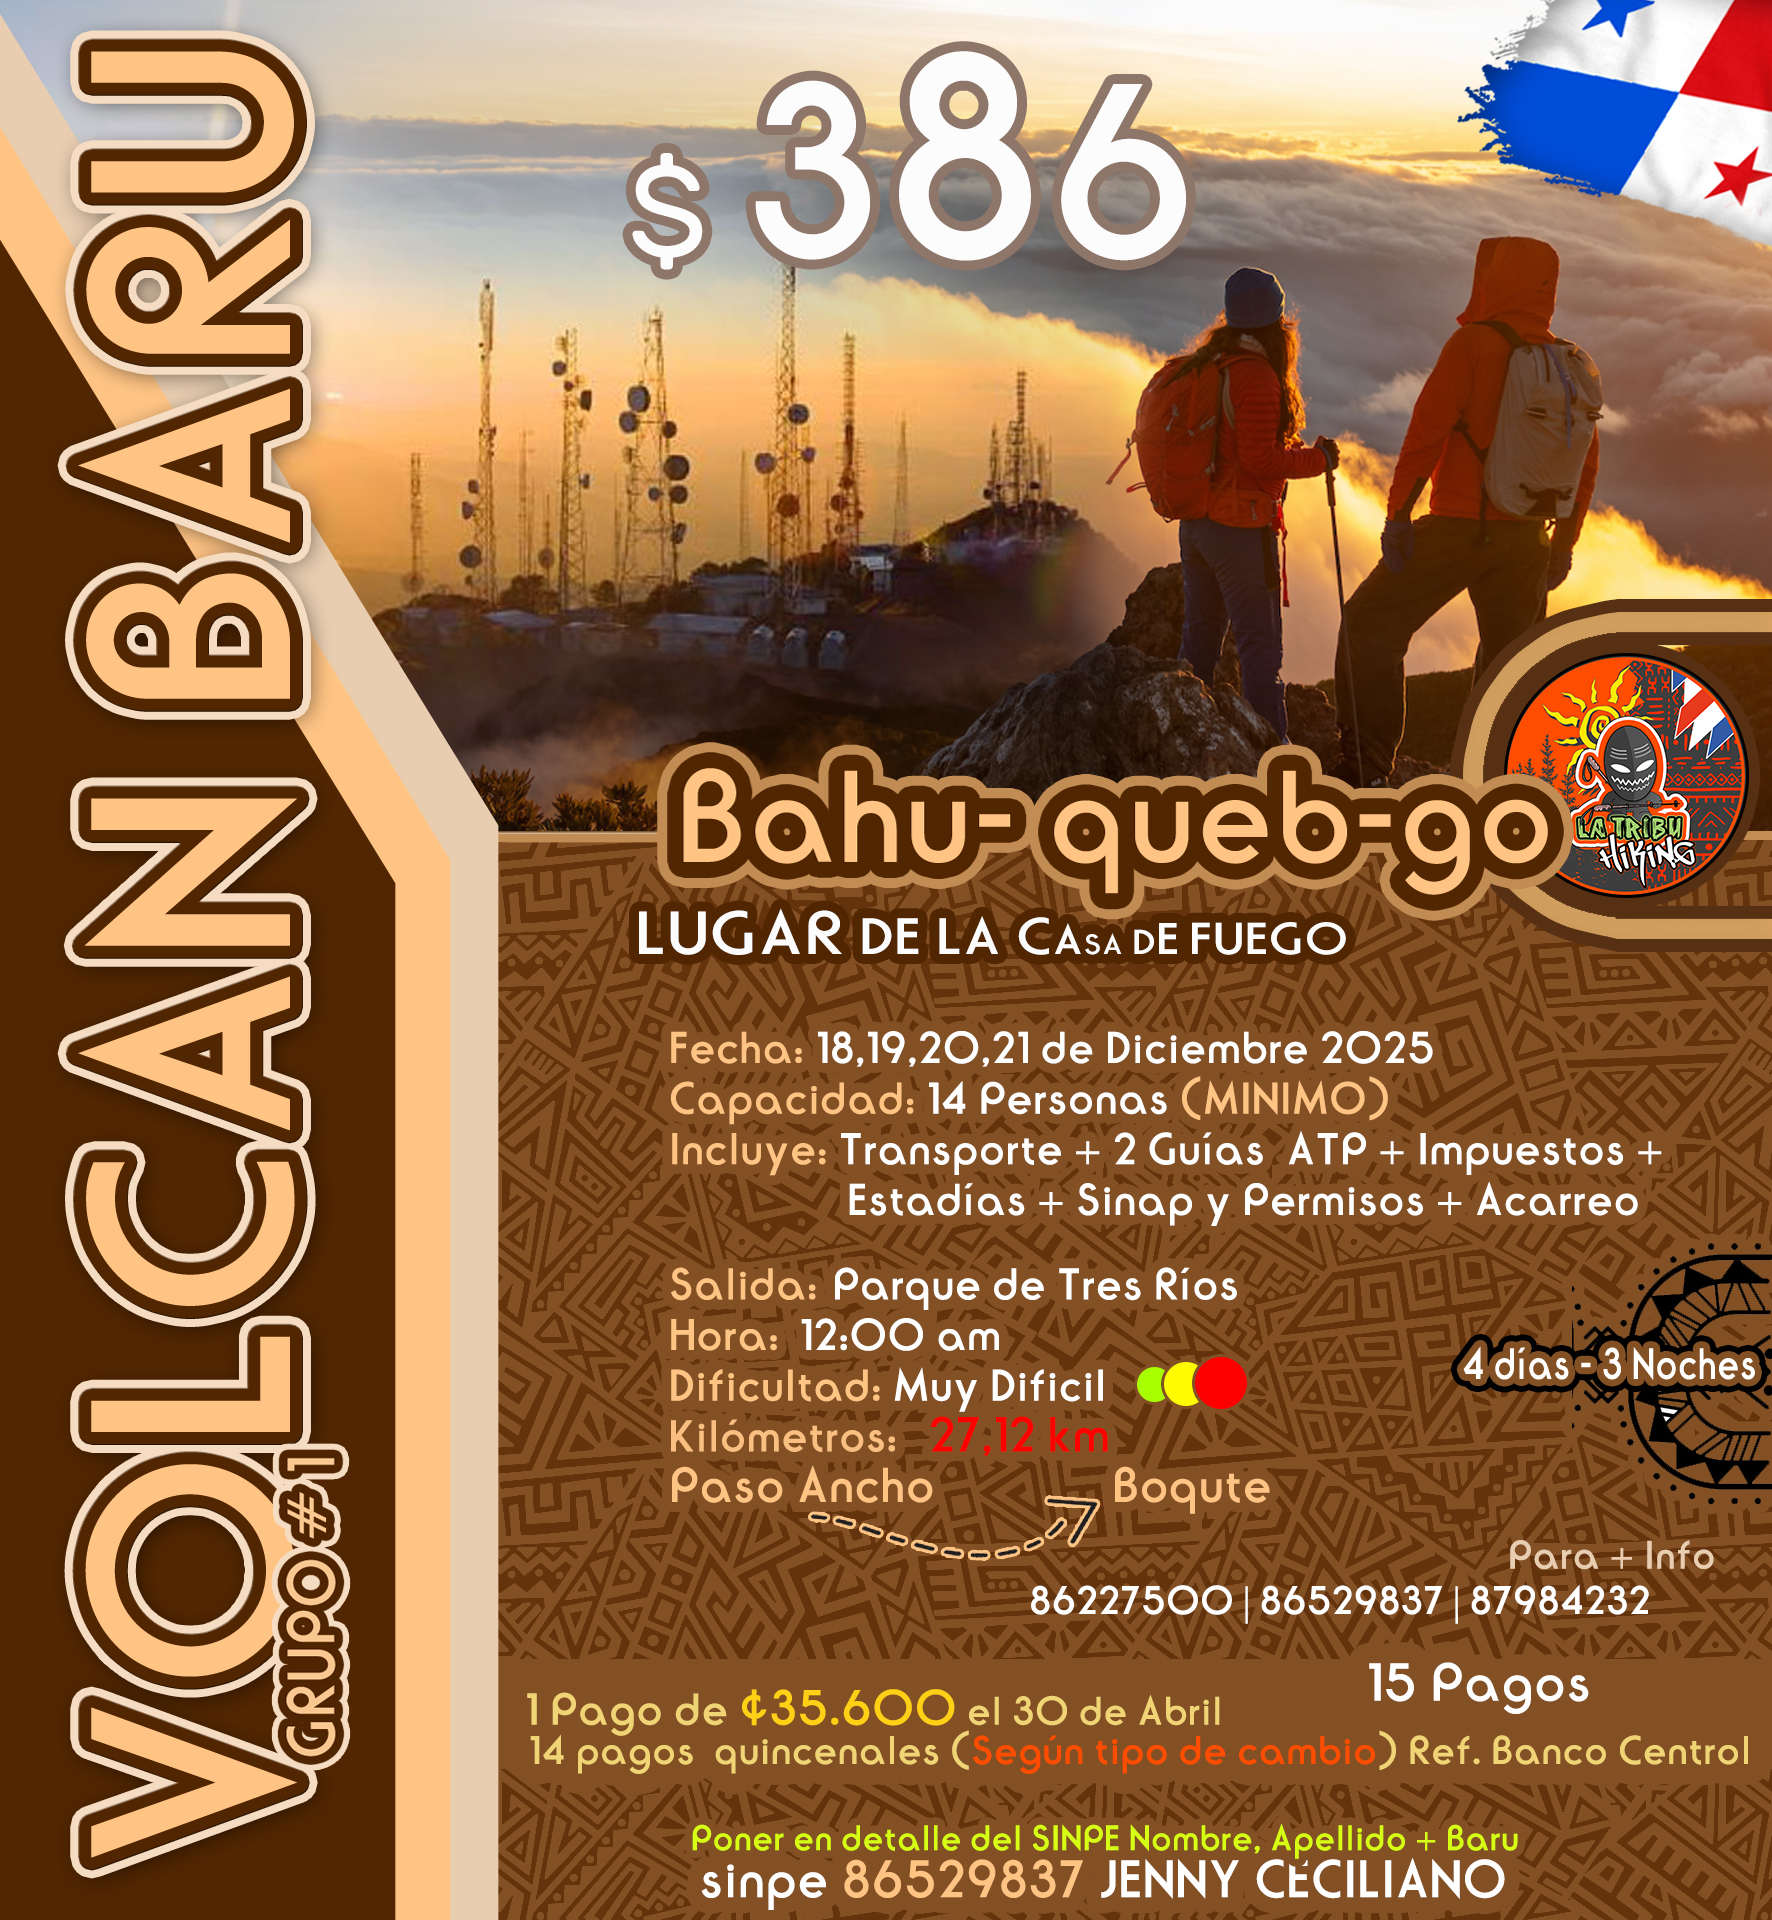 VOLCAN BARU
GRUPO #1
$ 386
Bahu- queb-go
LA TRIBU
HiKiNG
LUGAR DE LA CASA DE FUEGO
Fecha: 18,19,20,21 de Diciembre 2025
Capacidad: 14 Personas (MINIMO)
Incluye: Transporte + 2 Guías ATP + Impuestos +
Estadías + Sinap y Permisos + Acarreo
Salida: Parque de Tres Ríos
Hora: 12:00 am
Dificultad: Muy Dificil
Kilómetros: 27,12 km
Paso Ancho Boqute
4 días - 3 Noches
Para + Info
86227500 | 86529837 | 87984232
15 Pagos
1 Pago de ¢35.600 el 30 de Abril
14 pagos quincenales (Según tipo de cambio) Ref. Banco Centrol
Poner en detalle del SINPE Nombre, Apellido + Baru
sinpe 86529837 JENNY CECILIANO